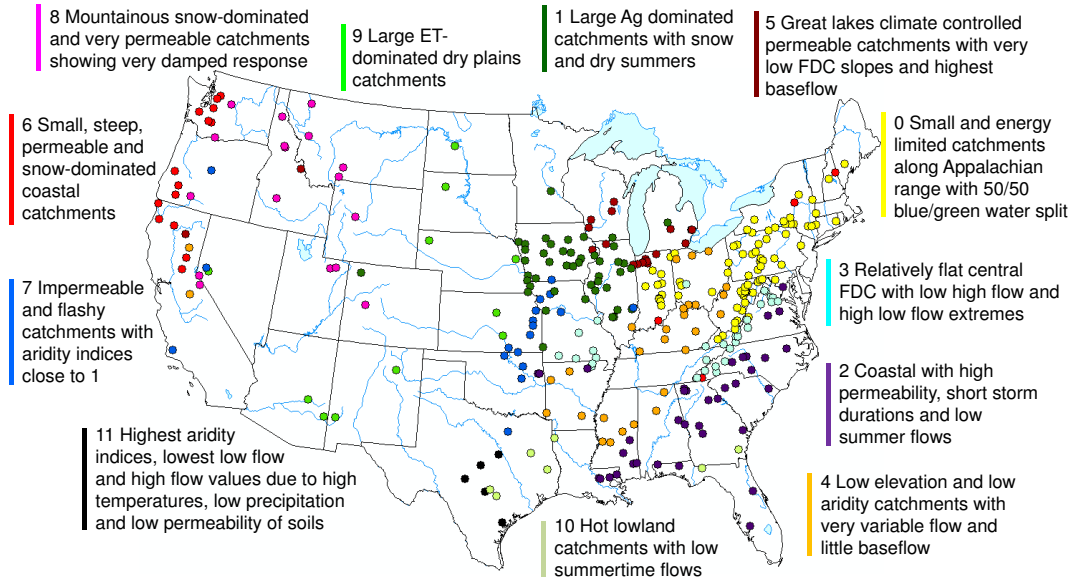 8 Mountainous snow-dominated
and very permeable catchments
showing very damped response
9 Large ET-
dominated dry plains
catchments
1 Large Ag dominated
catchments with snow
and dry summers
5 Great lakes climate controlled
permeable catchments with very
low FDC slopes and highest
baseflow
6 Small, steep,
permeable and
snow-dominated
coastal
catchments
0 Small and energy
limited catchments
along Appalachian
range with 50/50
blue/green water split
7 Impermeable
and flashy
catchments with
aridity indices
close to 1
3 Relatively flat central
FDC with low high flow and
high low flow extremes
2 Coastal with high
permeability, short storm
durations and low
summer flows
11 Highest aridity
indices, lowest low flow
and high flow values due to high
temperatures, low precipitation
and low permeability of soils
10 Hot lowland
catchments with low
summertime flows
4 Low elevation and low
aridity catchments with
very variable flow and
little baseflow